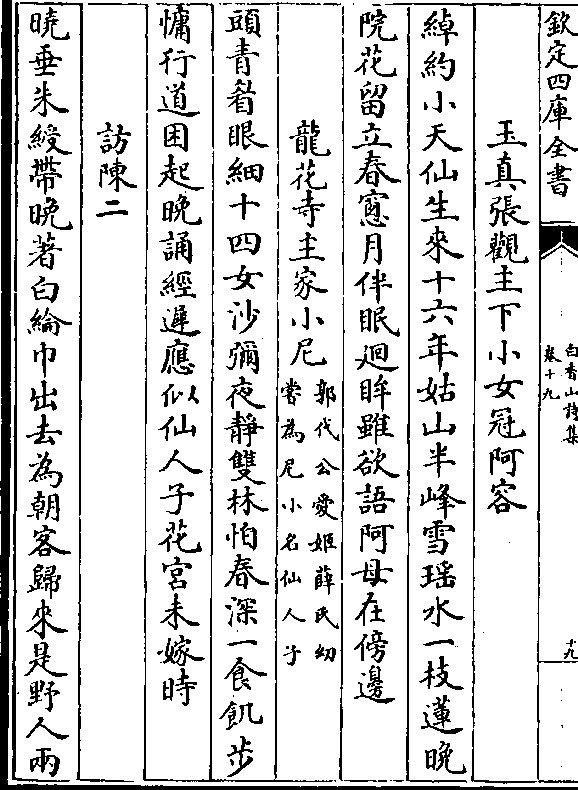 欽定四庫全書
白香山詩集
卷十九
十九
玉真張觀主下小女冠阿容
綽約小天仙生來十六年姑山半峰雪瑶水一枝蓮晚
院花留立春窻月伴眠廻眸雖欲語阿母在傍邊
龍花寺主家小尼
郭代公愛姬薛氏幼
嘗為尼小名仙人子
頭青眉眼細十四女沙彌夜靜雙林怕春深一食飢步
慵行道困起晚誦經遲應似仙人子花宮未嫁時
訪陳二
曉垂朱綬帶晚著白綸巾出去為朝客歸來是野人兩